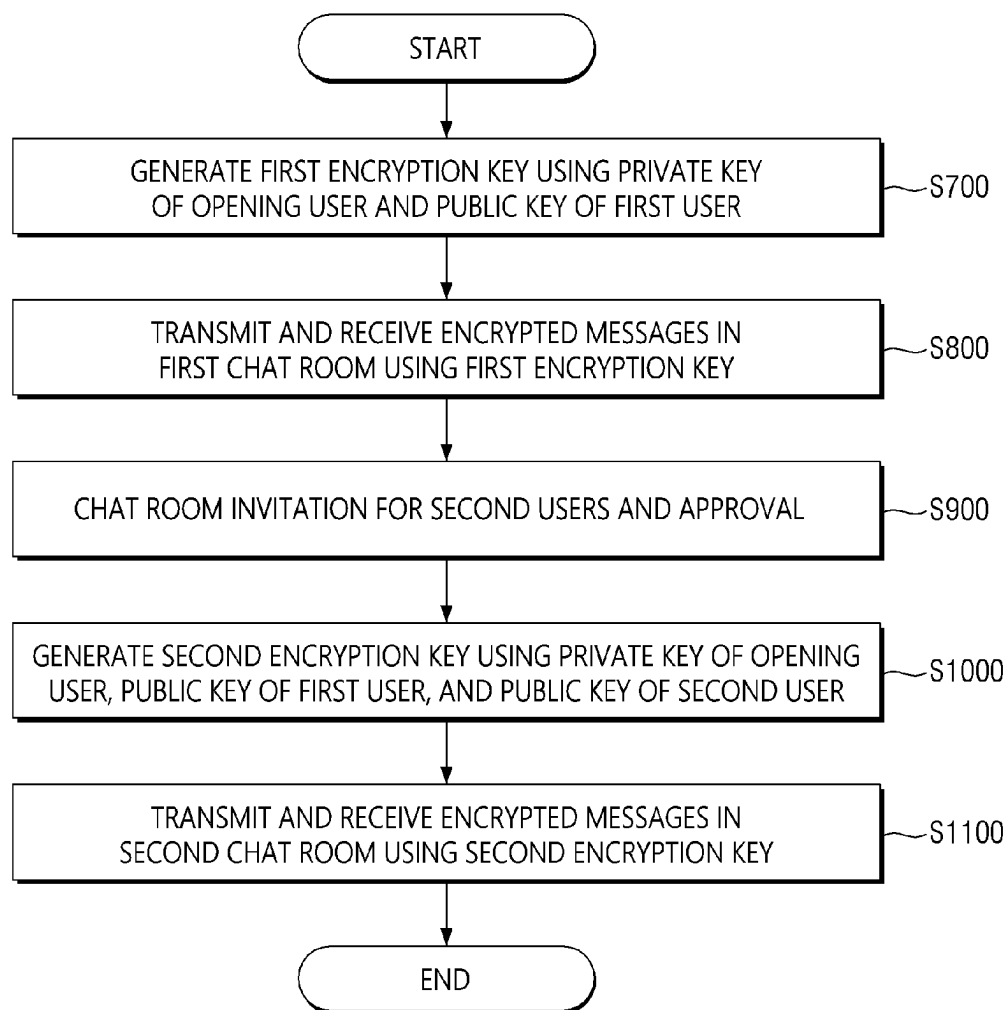 START
GENERATE FIRST ENCRYPTION KEY USING PRIVATE KEY
OF OPENING USER AND PUBLIC KEY OF FIRST USER
S700
TRANSMIT AND RECEIVE ENCRYPTED MESSAGES IN
FIRST CHAT ROOM USING FIRST ENCRYPTION KEY
S800
CHAT ROOM INVITATION FOR SECOND USERS AND APPROVAL
S900
GENERATE SECOND ENCRYPTION KEY USING PRIVATE KEY OF OPENING
USER, PUBLIC KEY OF FIRST USER, AND PUBLIC KEY OF SECOND USER
S1000
TRANSMIT AND RECEIVE ENCRYPTED MESSAGES IN
SECOND CHAT ROOM USING SECOND ENCRYPTION KEY
S1100
END